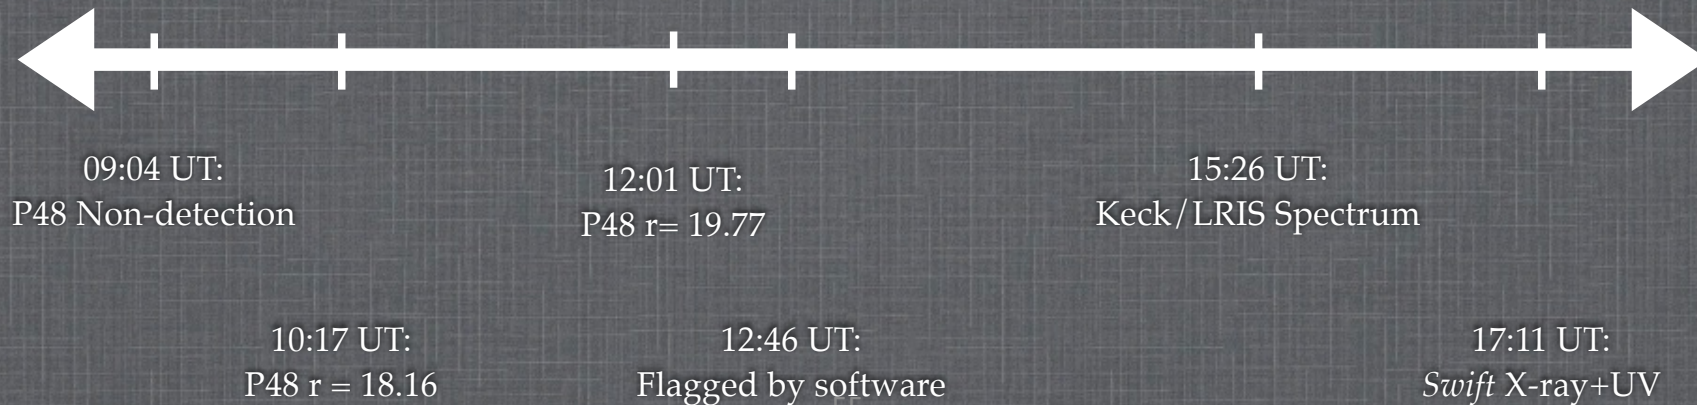 09:04 UT:
P48 Non-detection
10:17 UT:
P48 r = 18.16
12:01 UT:
P48 r= 19.77
12:46 UT:
Flagged by software
15:26 UT:
Keck/LRIS Spectrum
17:11 UT:
Swift X-ray+UV